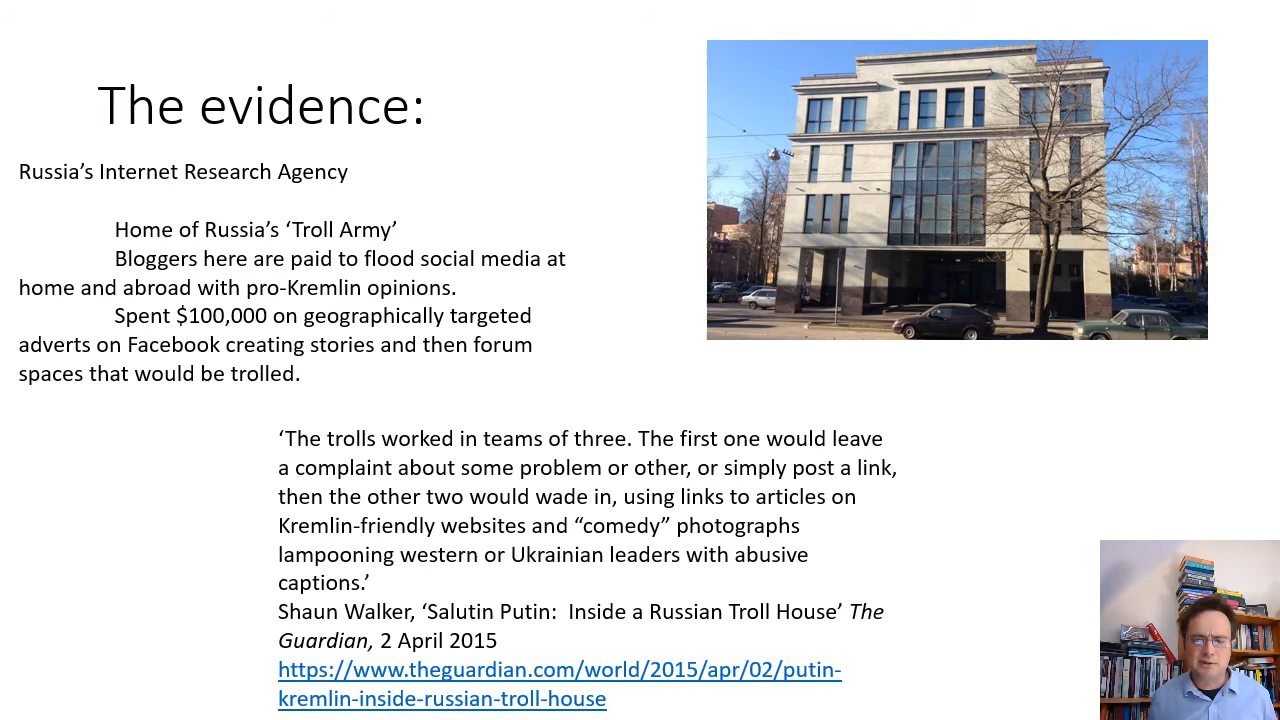 The evidence:
Russia’s Internet Research Agency
Home of Russia’s ‘Troll Army’
Bloggers here are paid to flood social media at
home and abroad with pro-Kremlin opinions.
Spent $100,000 on geographically targeted
adverts on Facebook creating stories and then forum
spaces that would be trolled.
‘The trolls worked in teams of three. The first one would leave
a complaint about some problem or other, or simply post a link,
then the other two would wade in, using links to articles on
Kremlin-friendly websites and “comedy” photographs
lampooning western or Ukrainian leaders with abusive
captions.’
Shaun Walker, ‘Salutin Putin:  Inside a Russian Troll House’ The
Guardian, 2 April 2015
https://www.theguardian.com/world/2015/apr/02/putin-
kremlin-inside-russian-troll-house